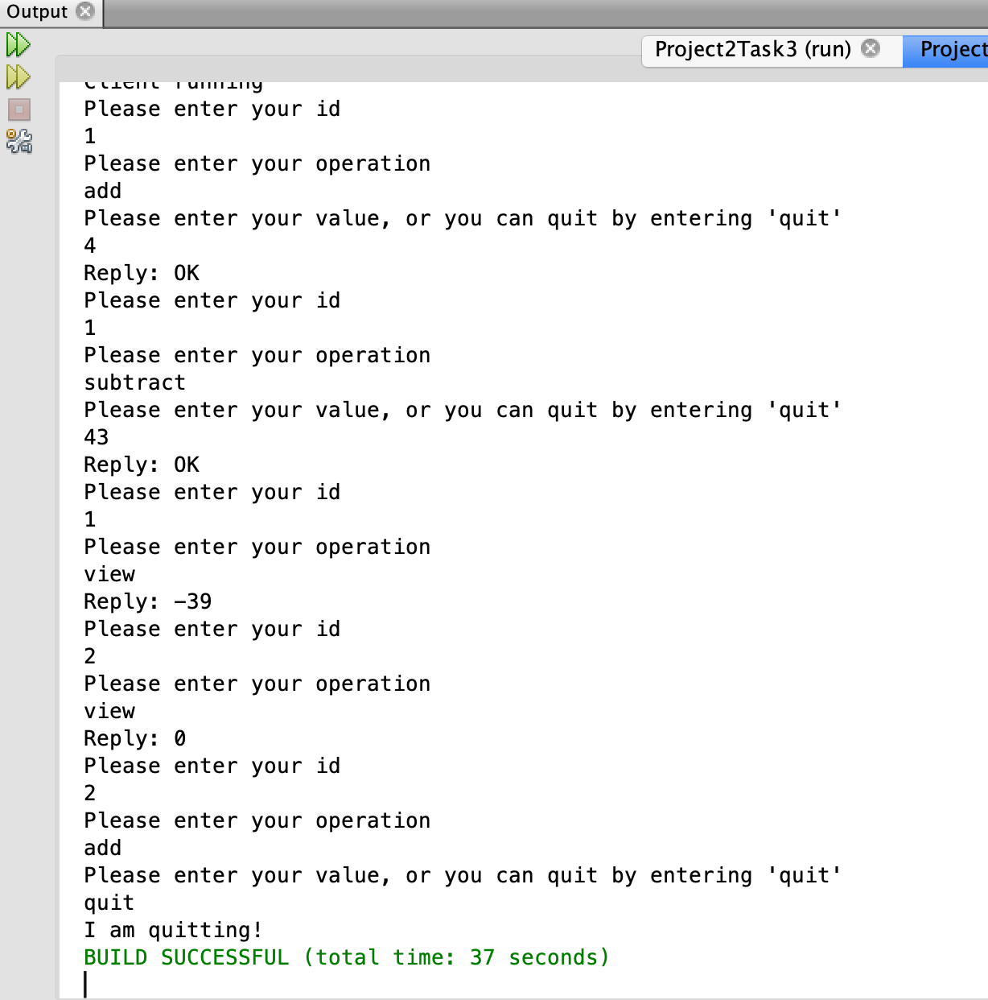 Output
Project2Task3 (run)
Project
Client running
Please enter your id
1
Please enter your operation
add
Please enter your value, or you can quit by entering 'quit'
4
Reply: OK
Please enter your id
1
Please enter your operation
subtract
Please enter your value, or you can quit by entering 'quit'
43
Reply: OK
Please enter your id
1
Please enter your operation
view
Reply: -39
Please enter your id
2
Please enter your operation
view
Reply: 0
Please enter your id
2
Please enter your operation
add
Please enter your value, or you can quit by entering 'quit'
quit
I am quitting!
BUILD SUCCESSFUL (total time: 37 seconds)